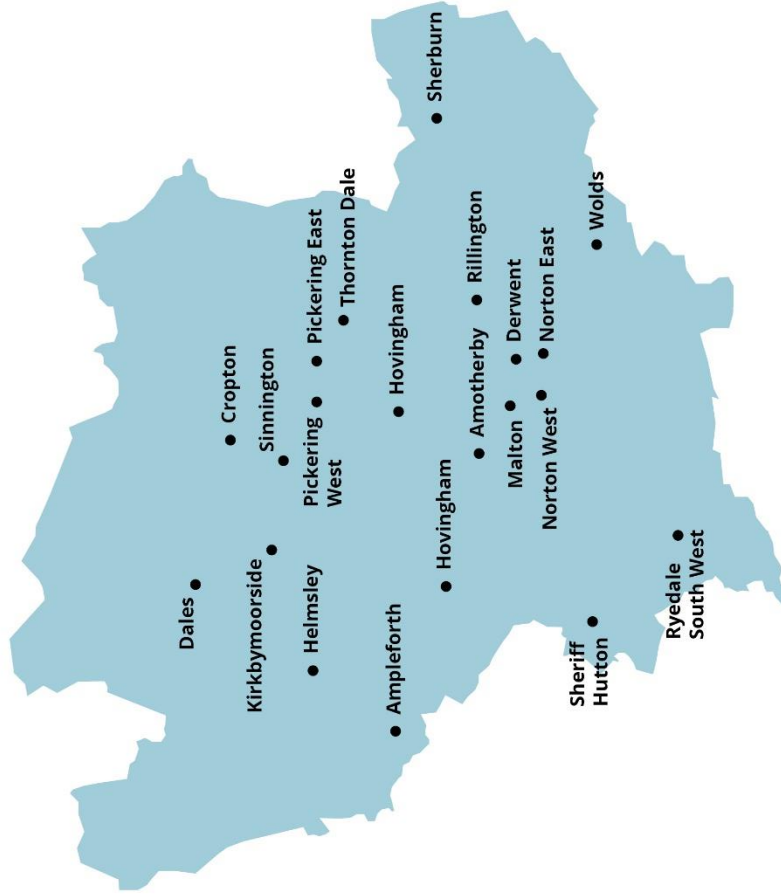 Dales
Cropton
Kirkbymoorside
Sinnington
Helmsley
Pickering
West
Pickering East
Thornton Dale
Ampleforth
Hovingham
Sherburn
Hovingham
Amotherby
Rillington
Malton
Derwent
Norton West
Norton East
Sheriff
Hutton
Wolds
Ryedale
South West